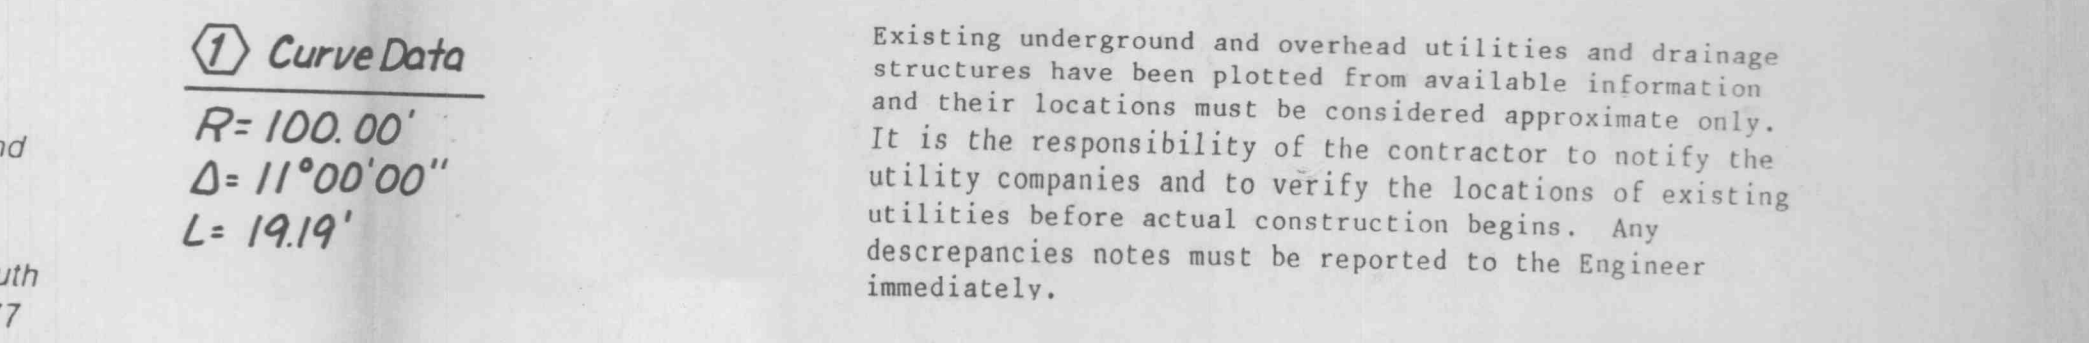 1 Curve Data
R= 100.00'
Δ= 11°00'00"
L= 19.19'
Existing underground and overhead utilities and drainage
structures have been plotted from available information
and their locations must be considered approximate only.
It is the responsibility of the contractor to notify the
utility companies and to verify the locations of existing
utilities before actual construction begins. Any
descrepancies notes must be reported to the Engineer
immediately.